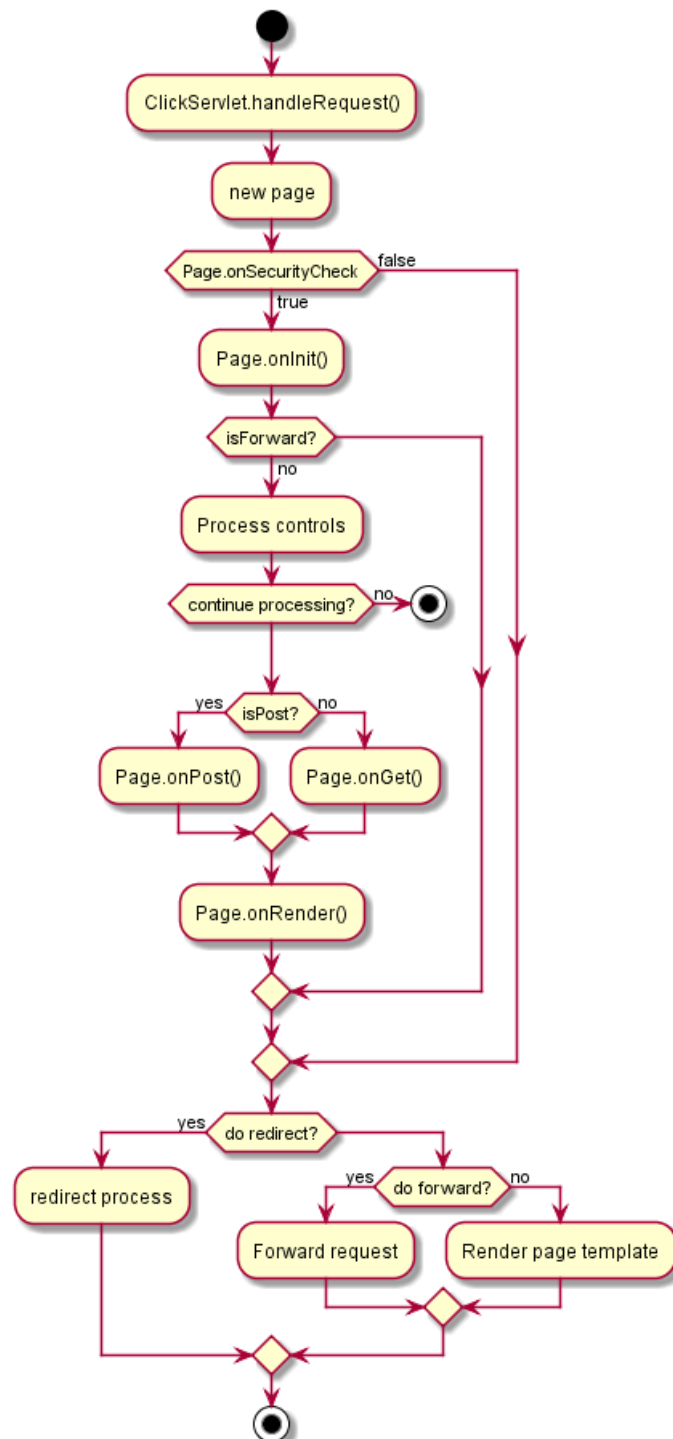 ClickServlet.handleRequest()
new page
Page.onSecurityCheck
false
true
Page.onInit()
isForward?
no
Process controls
continue processing?
no
yes
isPost?
no
Page.onPost()
Page.onGet()
Page.onRender()
yes
do redirect?
redirect process
yes
do forward?
no
Forward request
Render page template